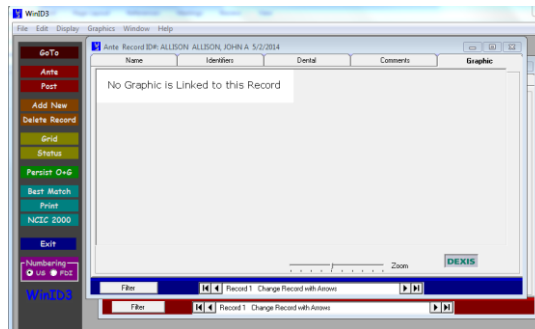 WinID3
File Edit Display Graphics Window Help
GoTo
Ante
Post
Add New
Delete Record
Grid
Status
Persist O+G
Best Match
Print
NCIC 2000
Exit
Numbering
US FDI
WinID3
Ante Record ID#: ALLISON ALLISON, JOHN A 5/2/2014
Name Identifiers Dental Comments Graphic
No Graphic is Linked to this Record
Zoom
DEXIS
Filter Record 1 Change Record with Arrows
Filter Record 1 Change Record with Arrows